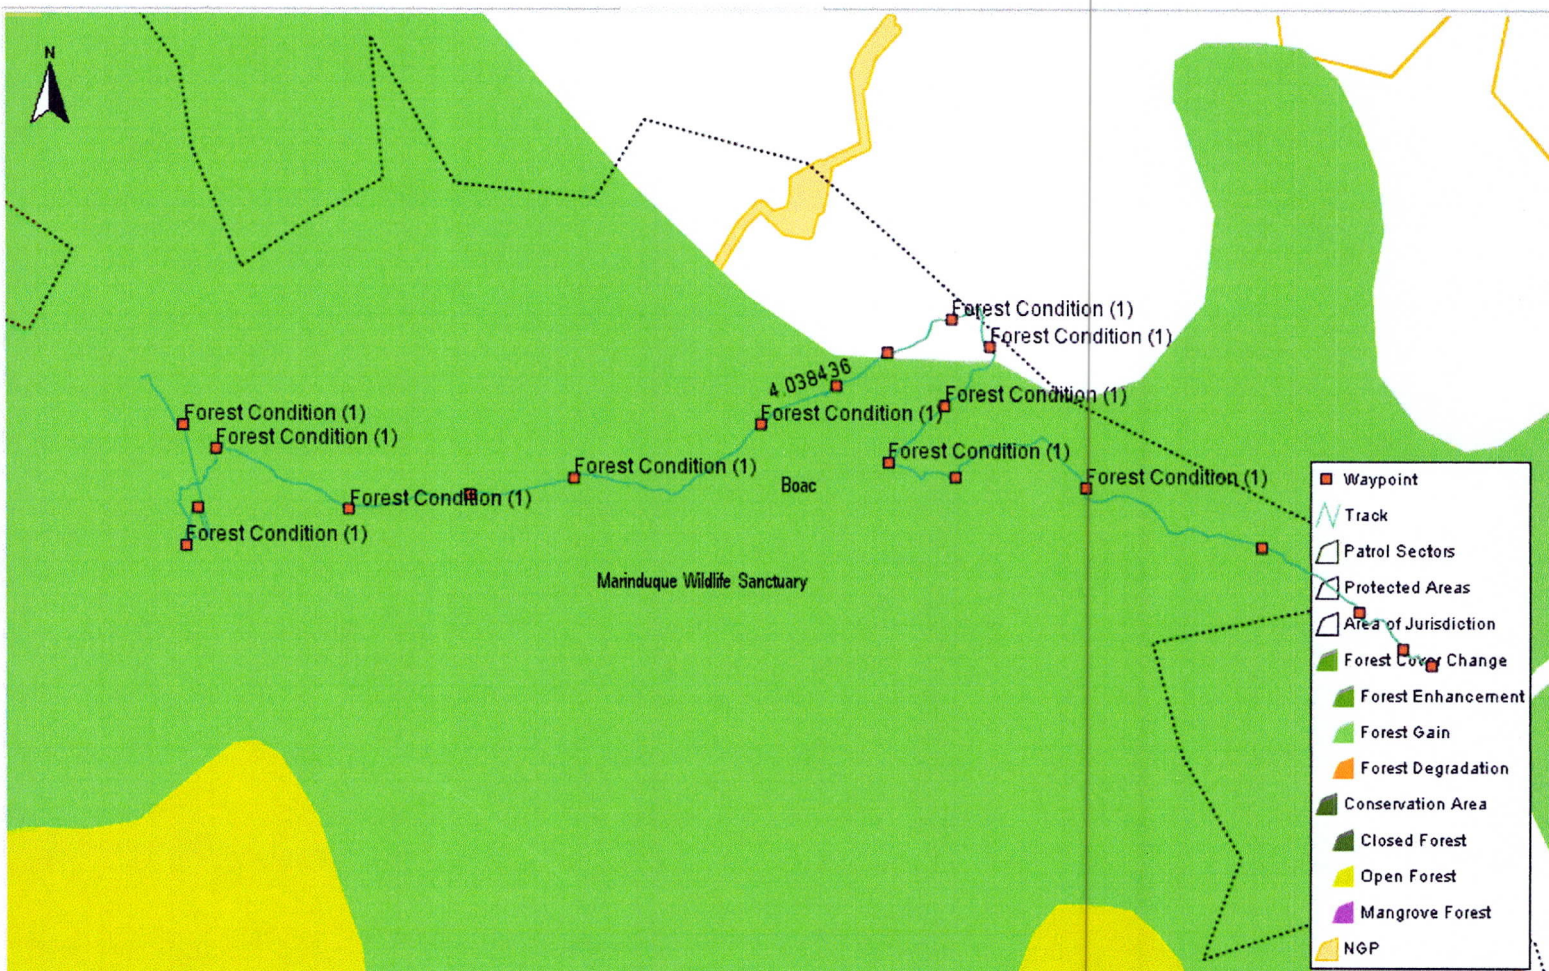 N
Forest Condition (1)
Forest Condition (1)
4.038436
Forest Condition (1)
Forest Condition (1)
Forest Condition (1)
Forest Condition (1)
Forest Condition (1)
Forest Condition (1)
Forest Condition (1)
Forest Condition (1)
Boac
Forest Condition (1)
Forest Condition (1)
Marinduque Wildlife Sanctuary
Waypoint
Track
Patrol Sectors
Protected Areas
Area of Jurisdiction
Forest Cover Change
Forest Enhancement
Forest Gain
Forest Degradation
Conservation Area
Closed Forest
Open Forest
Mangrove Forest
NGP